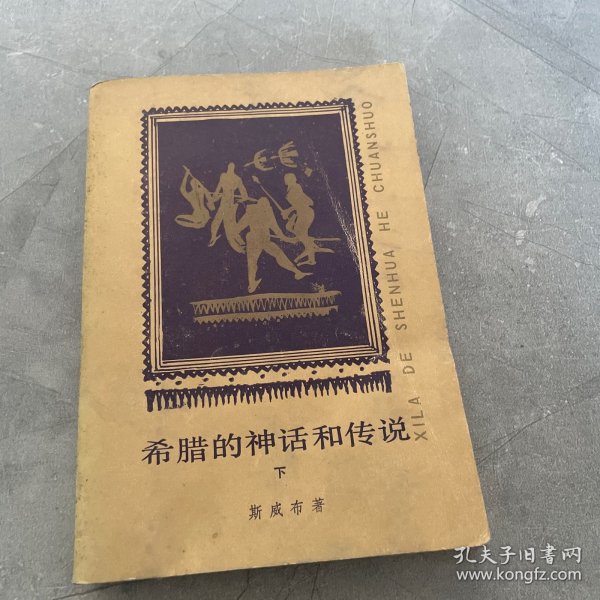 希腊的神话和传说
下
斯威布著
XILA DE SHENHUA HE CHUANSHUO
孔夫子旧书网
www.kongfz.com